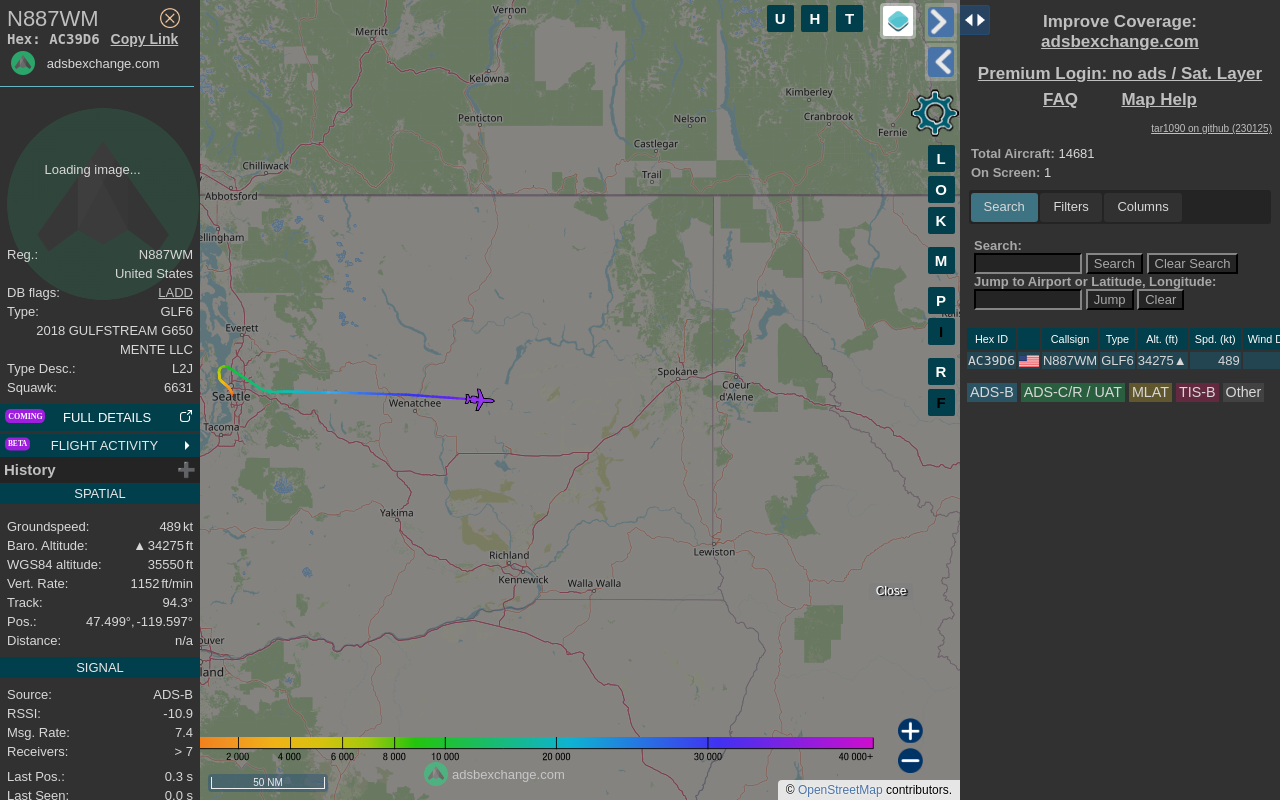 N887WM
Hex: AC39D6 Copy Link
adsbexchange.com
Loading image...
Reg.: N887WM
United States
DB flags: LADD
Type: GLF6
2018 GULFSTREAM G650
MENTE LLC
Type Desc.: L2J
Squawk: 6631
COMING FULL DETAILS
BETA FLIGHT ACTIVITY
History
SPATIAL
Groundspeed: 489 kt
Baro. Altitude: ▲ 34275 ft
WGS84 altitude: 35550 ft
Vert. Rate: 1152 ft/min
Track: 94.3°
Pos.: 47.499°, -119.597°
Distance: n/a
SIGNAL
Source: ADS-B
RSSI: -10.9
Msg. Rate: 7.4
Receivers: > 7
Last Pos.: 0.3 s
Last Seen: 0.0 s
Vernon
Merritt
Kelowna
Kimberley
Cranbrook
Penticton
Nelson
Fernie
Castlegar
Chilliwack
Trail
Abbotsford
ellingham
Everett
Seattle
Wenatchee
Spokane
Coeur
d'Alene
Tacoma
Yakima
Richland
Kennewick
Walla Walla
Lewiston
ouver
land
U H T
L
O
K
M
P
I
R
F
Close
2 000 4 000 6 000 8 000 10 000 20 000 30 000 40 000+
50 NM
adsbexchange.com
© OpenStreetMap contributors.
Improve Coverage:
adsbexchange.com
Premium Login: no ads / Sat. Layer
FAQ Map Help
tar1090 on github (230125)
Total Aircraft: 14681
On Screen: 1
Search Filters Columns
Search:
Search Clear Search
Jump to Airport or Latitude, Longitude:
Jump Clear
Hex ID Callsign Type Alt. (ft) Spd. (kt) Wind D
AC39D6 N887WM GLF6 34275▲ 489
ADS-B ADS-C/R / UAT MLAT TIS-B Other